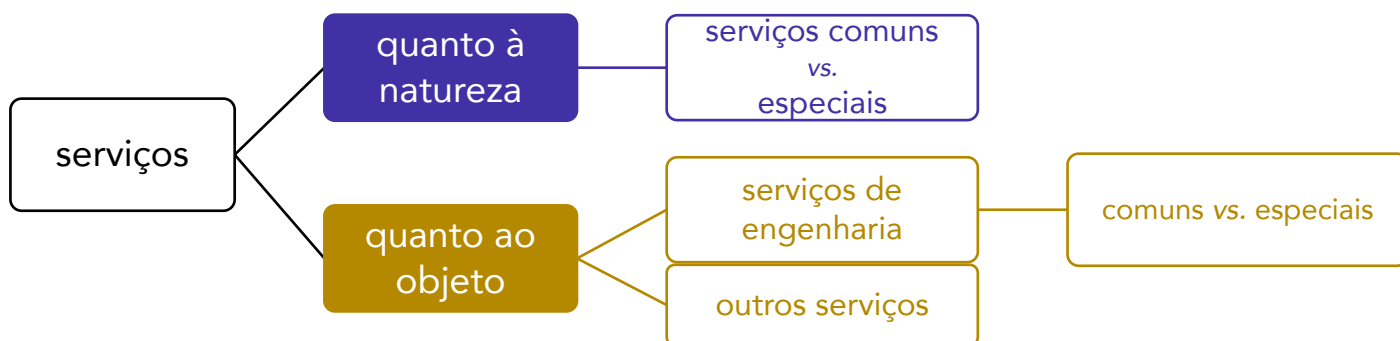 serviços
quanto à
natureza
serviços comuns
vs.
especiais
quanto ao
objeto
serviços de
engenharia
comuns vs. especiais
outros serviços